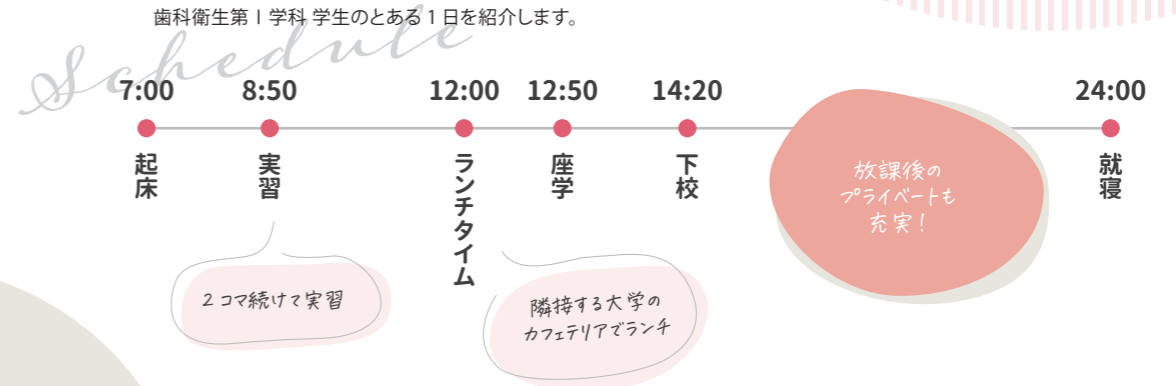 歯科衛生第Ⅰ学科 学生のとある1日を紹介します。
Schedule
7:00
起床
8:50
実習
2コマ続けて実習
12:00
ランチタイム
隣接する大学の
カフェテリアでランチ
12:50
座学
14:20
下校
放課後の
プライベートも
充実！
24:00
就寝